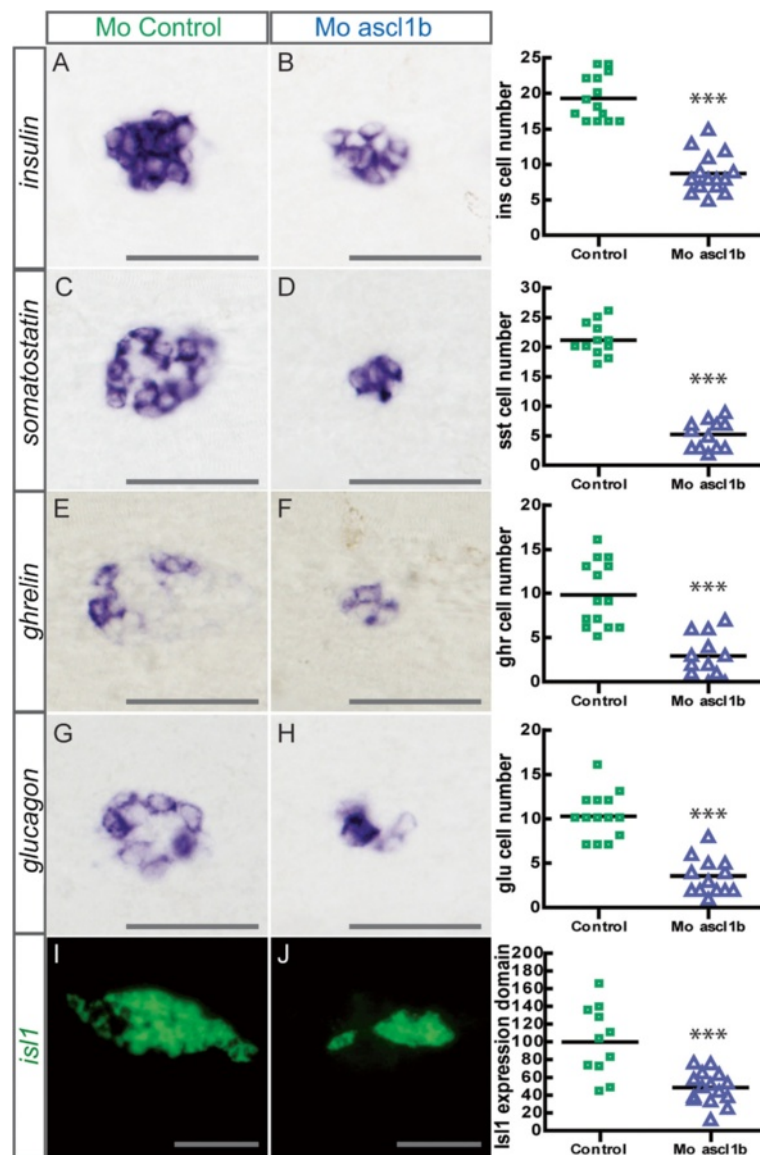 Mo Control Mo ascl1b
insulin
A B
ins cell number
25
20
15
10
5
0
***
Control Mo ascl1b
somatostatin
C D
sst cell number
30
25
20
15
10
5
0
***
Control Mo ascl1b
ghrelin
E F
ghr cell number
20
15
10
5
0
***
Control Mo ascl1b
glucagon
G H
glu cell number
20
15
10
5
0
***
Control Mo ascl1b
isl1
I J
Isl1 expression domain
200
180
160
140
120
100
80
60
40
20
0
***
Control Mo ascl1b